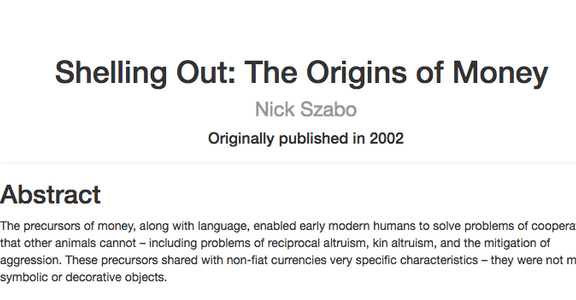 Shelling Out: The Origins of Money
Nick Szabo
Originally published in 2002
Abstract
The precursors of money, along with language, enabled early modern humans to solve problems of
that other animals cannot – including problems of reciprocal altruism, kin altruism, and the mitigation of
aggression. These precursors shared with non-fiat currencies very specific characteristics – they were not
symbolic or decorative objects.